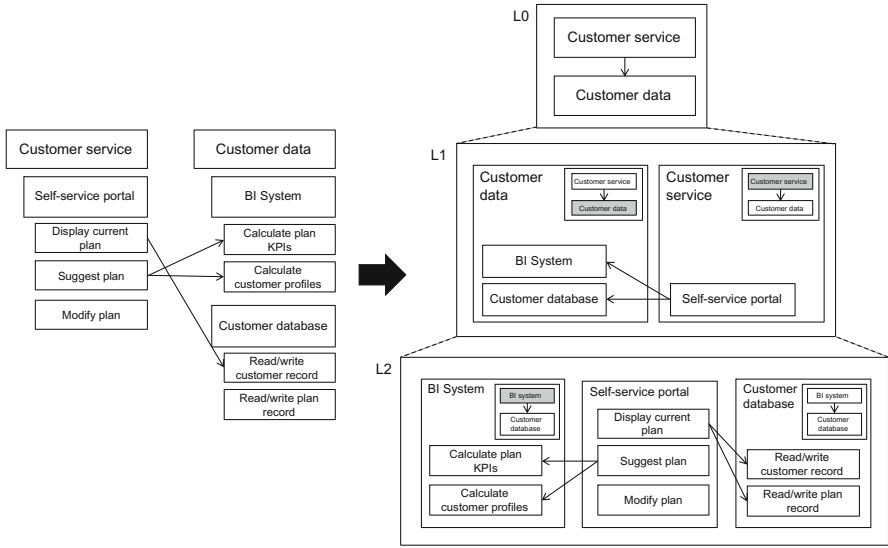 Customer service
Self-service portal
Display current
plan
Suggest plan
Modify plan
Customer data
BI System
Calculate plan
KPIs
Calculate
customer profiles
Customer database
Read/write
customer record
Read/write plan
record
L0
Customer service
Customer data
L1
Customer
data
Customer service
Customer data
BI System
Customer database
Customer
service
Customer service
Customer data
Self-service portal
L2
BI System
BI system
Customer
database
Calculate plan
KPIs
Calculate
customer profiles
Self-service portal
Display current
plan
Suggest plan
Modify plan
Customer
database
BI system
Customer
database
Read/write
customer record
Read/write plan
record